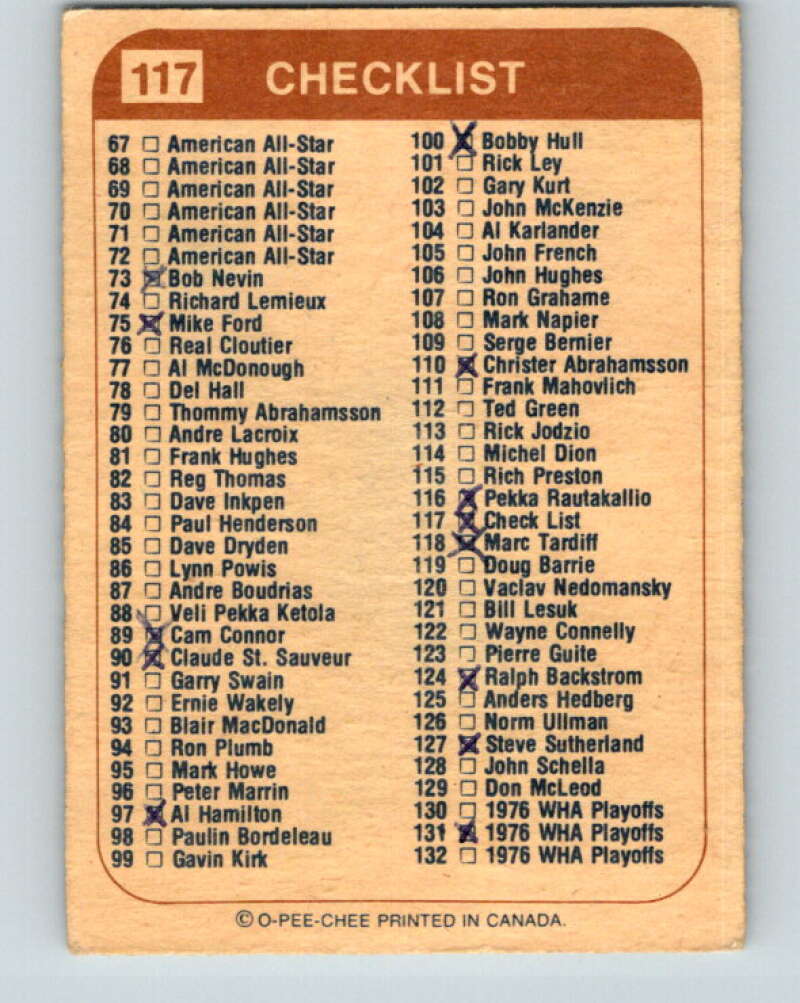 117 CHECKLIST
67 American All-Star
68 American All-Star
69 American All-Star
70 American All-Star
71 American All-Star
72 American All-Star
73 Bob Nevin
74 Richard Lemieux
75 Mike Ford
76 Real Cloutier
77 Al McDonough
78 Del Hall
79 Thommy Abrahamsson
80 Andre Lacroix
81 Frank Hughes
82 Reg Thomas
83 Dave Inkpen
84 Paul Henderson
85 Dave Dryden
86 Lynn Powis
87 Andre Boudrias
88 Veli Pekka Ketola
89 Cam Connor
90 Claude St. Sauveur
91 Garry Swain
92 Ernie Wakely
93 Blair MacDonald
94 Ron Plumb
95 Mark Howe
96 Peter Marrin
97 Al Hamilton
98 Paulin Bordeleau
99 Gavin Kirk
100 Bobby Hull
101 Rick Ley
102 Gary Kurt
103 John McKenzie
104 Al Karlander
105 John French
106 John Hughes
107 Ron Grahame
108 Mark Napier
109 Serge Bernier
110 Christer Abrahamsson
111 Frank Mahovlich
112 Ted Green
113 Rick Jodzio
114 Michel Dion
115 Rich Preston
116 Pekka Rautakallio
117 Check List
118 Marc Tardiff
119 Doug Barrie
120 Vaclav Nedomansky
121 Bill Lesuk
122 Wayne Connelly
123 Pierre Guite
124 Ralph Backstrom
125 Anders Hedberg
126 Norm Ullman
127 Steve Sutherland
128 John Schella
129 Don McLeod
130 1976 WHA Playoffs
131 1976 WHA Playoffs
132 1976 WHA Playoffs
© O-PEE-CHEE PRINTED IN CANADA.